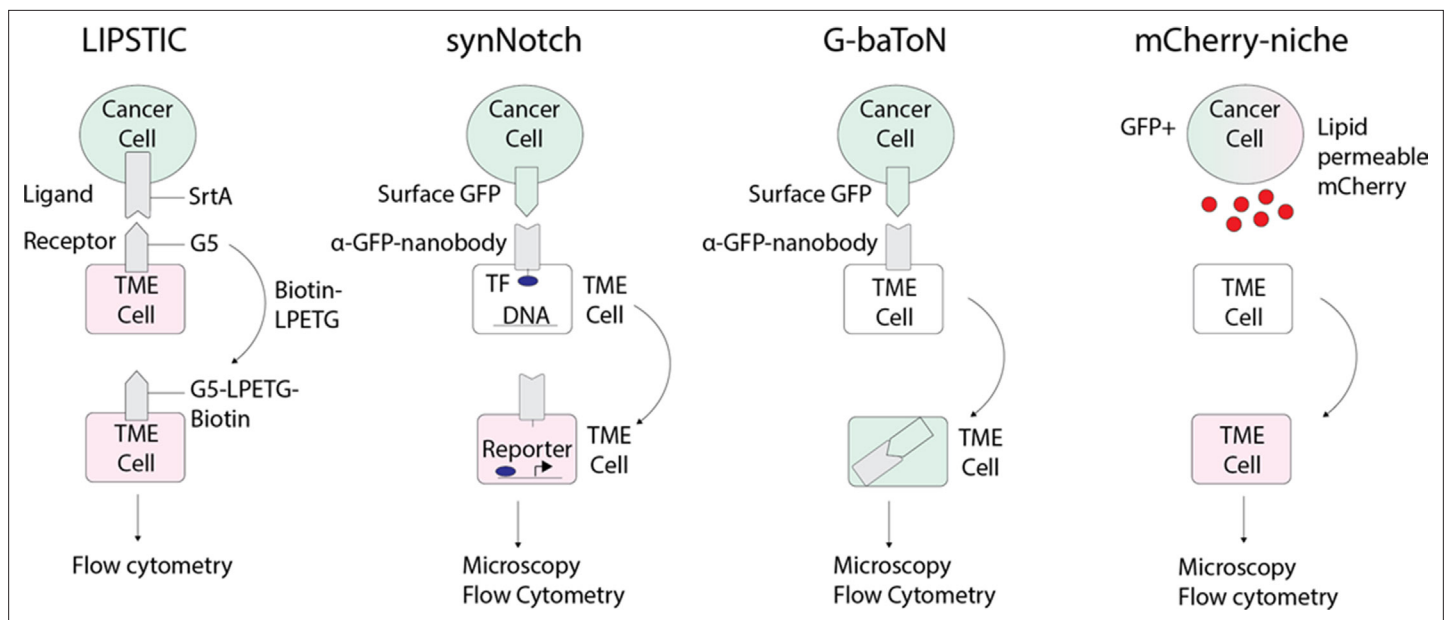 LIPSTIC
Cancer
Cell
Ligand
SrtA
Receptor
G5
TME
Cell
Biotin-
LPETG
G5-LPETG-
Biotin
TME
Cell
Flow cytometry
synNotch
Cancer
Cell
Surface GFP
α-GFP-nanobody
TF
DNA
TME
Cell
Reporter
TME
Cell
Microscopy
Flow Cytometry
G-baToN
Cancer
Cell
Surface GFP
α-GFP-nanobody
TME
Cell
TME
Cell
Microscopy
Flow Cytometry
mCherry-niche
GFP+
Cancer
Cell
Lipid
permeable
mCherry
TME
Cell
TME
Cell
Microscopy
Flow cytometry